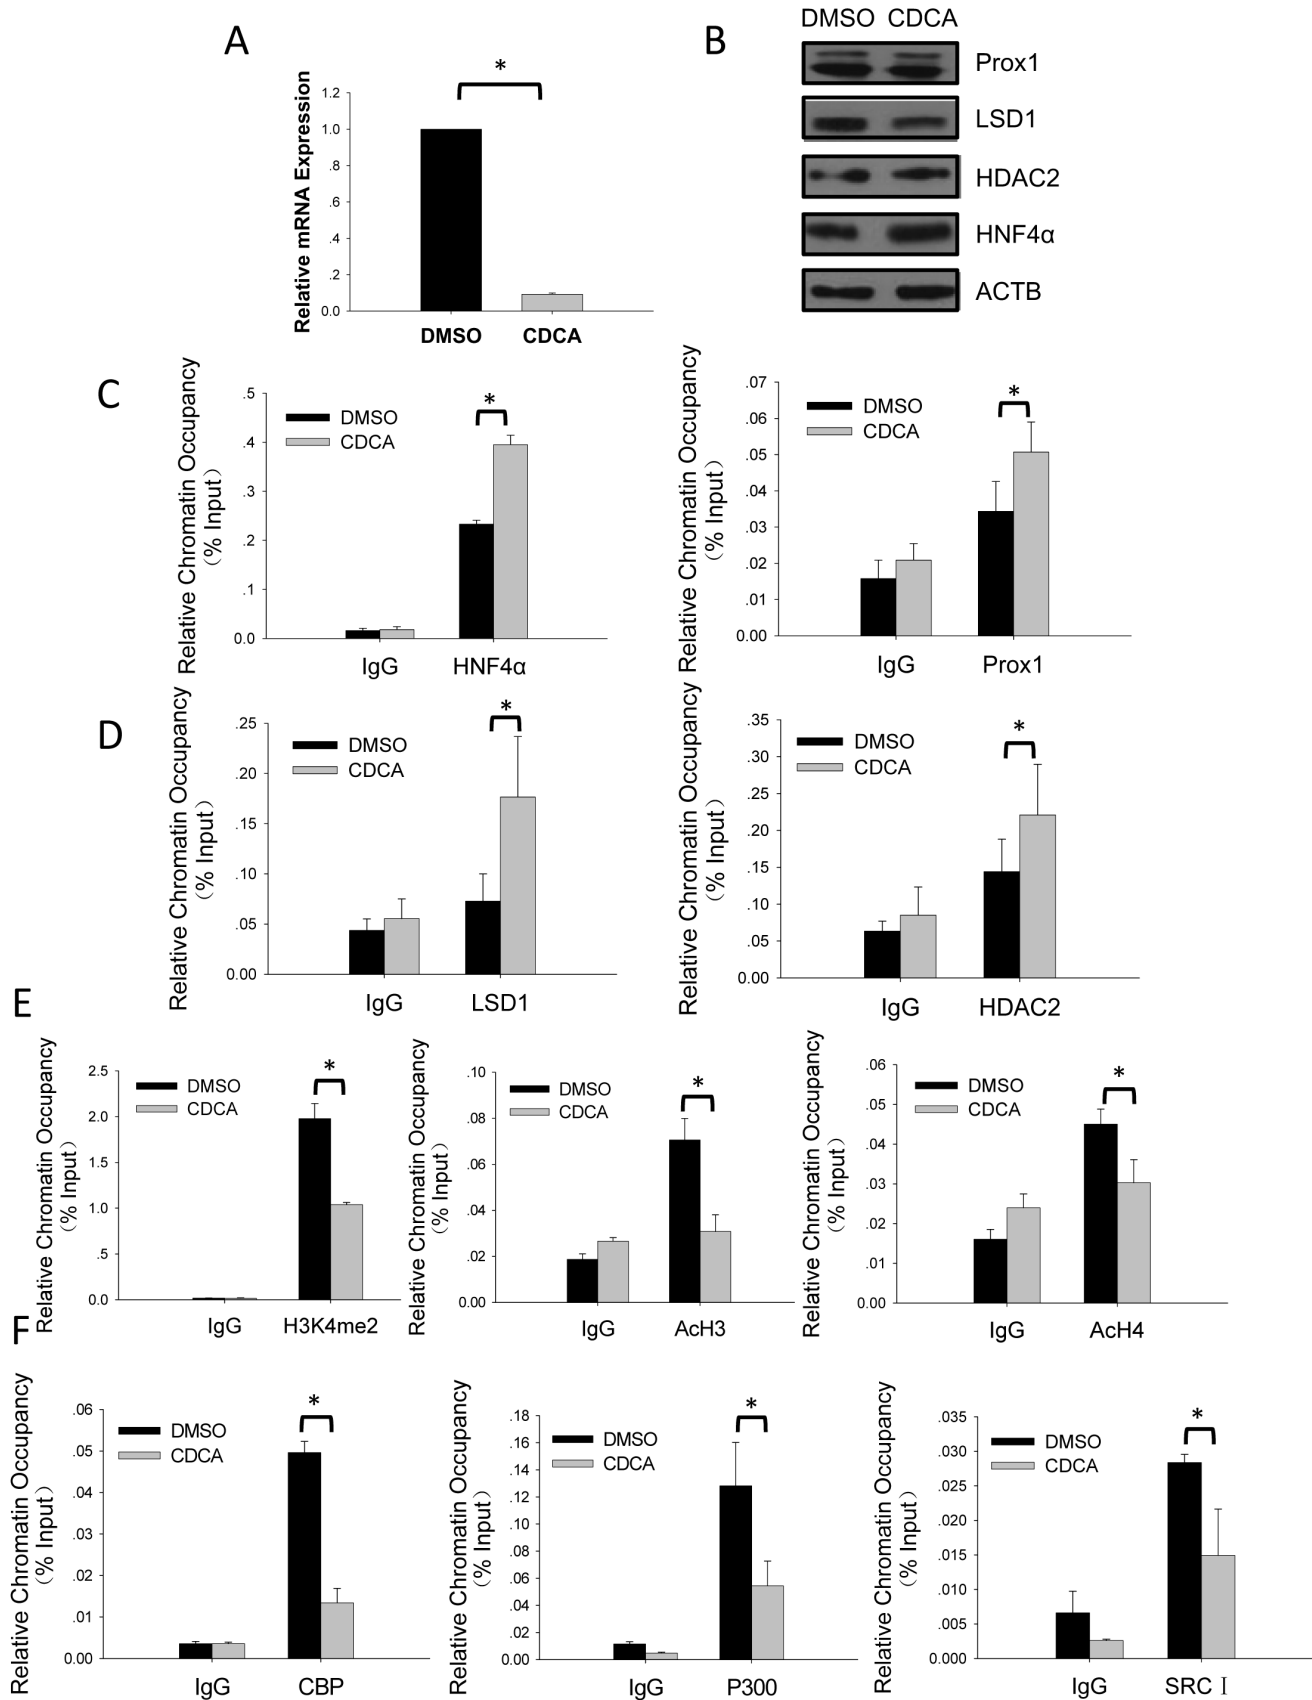 A
*
Relative mRNA Expression
1.2
1.0
.8
.6
.4
.2
0.0
DMSO CDCA
B
DMSO CDCA
Prox1
LSD1
HDAC2
HNF4α
ACTB
C
Relative Chromatin Occupancy
(% Input)
.5
.4
.3
.2
.1
0.0
DMSO
CDCA
*
IgG HNF4α
Relative Chromatin Occupancy
(% Input)
.07
.06
.05
.04
.03
.02
.01
0.00
DMSO
CDCA
*
IgG Prox1
D
Relative Chromatin Occupancy
(% Input)
.25
.20
.15
.10
.05
0.00
DMSO
CDCA
*
IgG LSD1
Relative Chromatin Occupancy
(% Input)
.35
.30
.25
.20
.15
.10
.05
0.00
DMSO
CDCA
*
IgG HDAC2
E
Relative Chromatin Occupancy
(% Input)
2.5
2.0
1.5
1.0
.5
0.0
DMSO
CDCA
*
IgG H3K4me2
Relative Chromatin Occupancy
(% Input)
.10
.08
.06
.04
.02
0.00
DMSO
CDCA
*
IgG AcH3
Relative Chromatin Occupancy
(% Input)
.06
.05
.04
.03
.02
.01
0.00
DMSO
CDCA
*
IgG AcH4
F
Relative Chromatin Occupancy
(% Input)
.06
.05
.04
.03
.02
.01
0.00
DMSO
CDCA
*
IgG CBP
Relative Chromatin Occupancy
(% Input)
.18
.16
.14
.12
.10
.08
.06
.04
.02
0.00
DMSO
CDCA
*
IgG P300
Relative Chromatin Occupancy
(% Input)
.035
.030
.025
.020
.015
.010
.005
0.000
DMSO
CDCA
*
IgG SRC Ⅰ